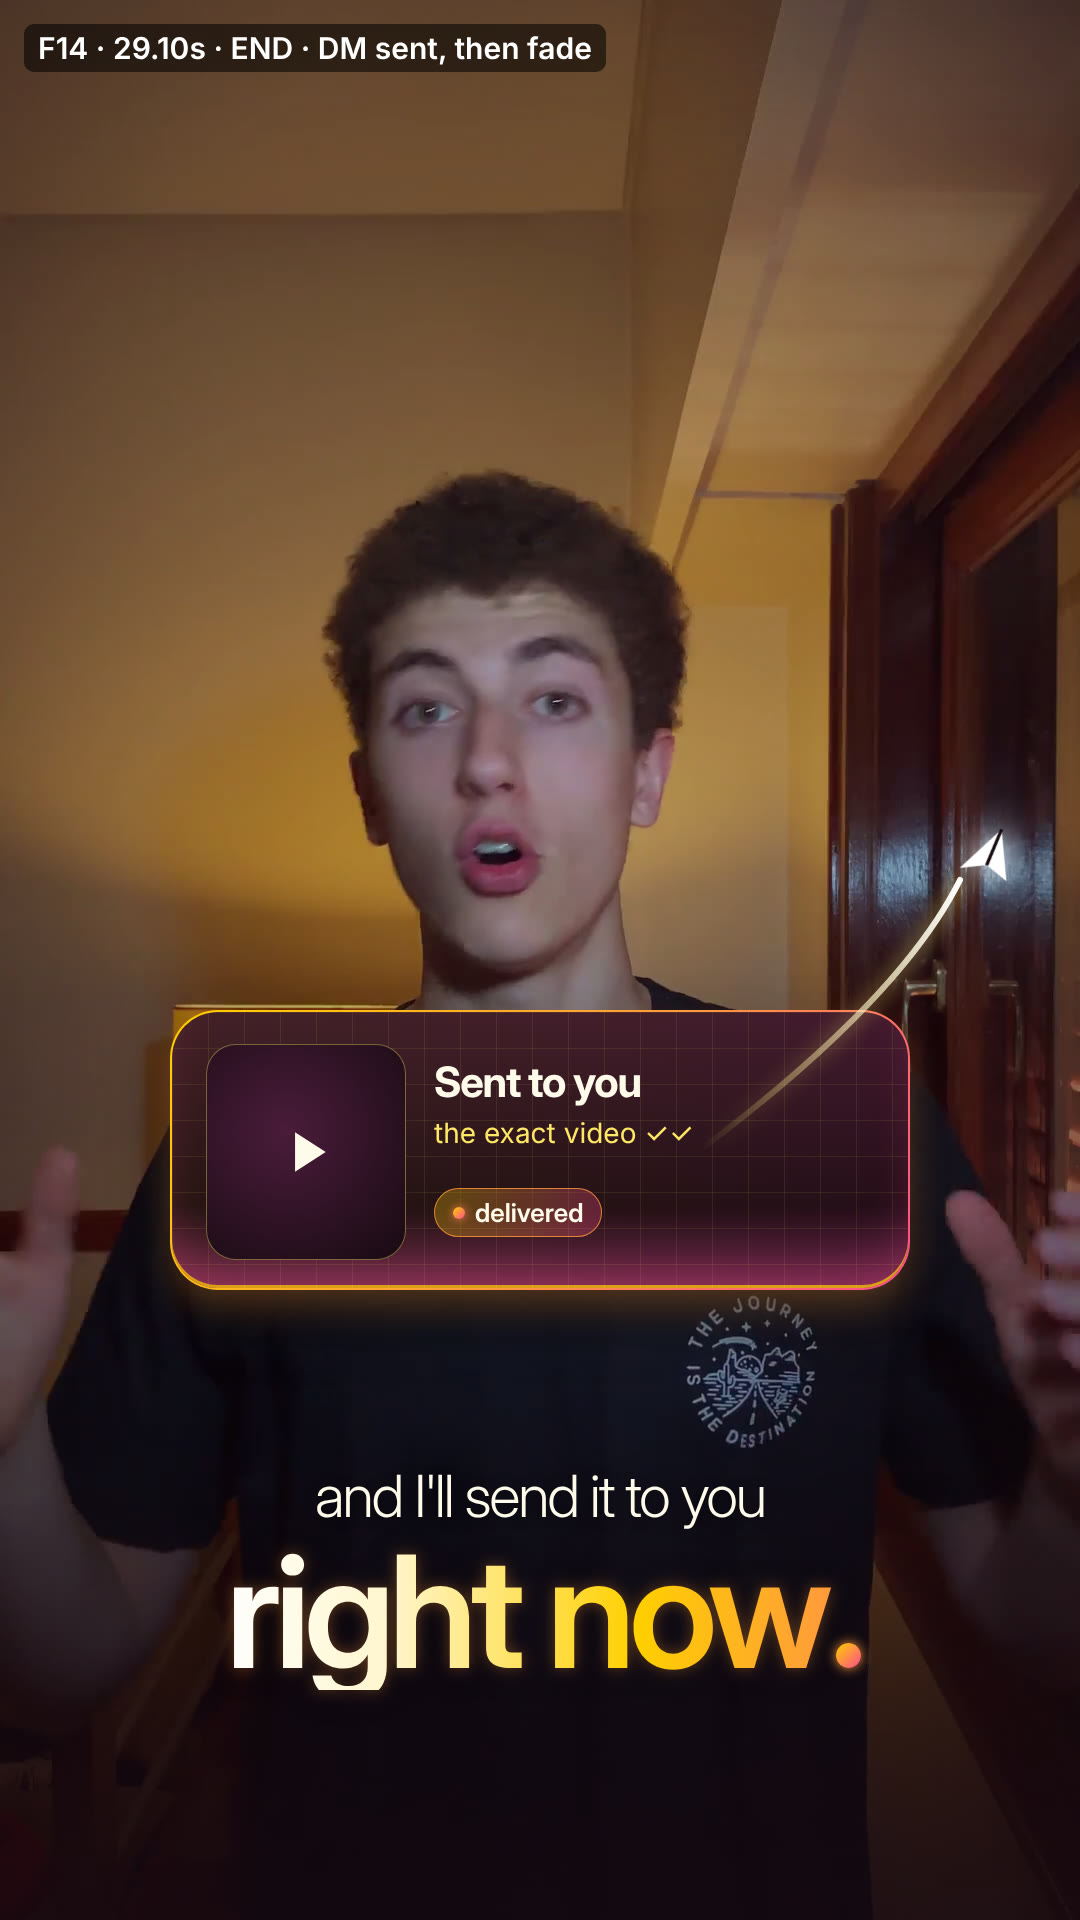 F14 · 29.10s · END · DM sent, then fade
Sent to you
the exact video ✓✓
delivered
THE JOURNEY
IS THE DESTINATION
and I'll send it to you
right now.